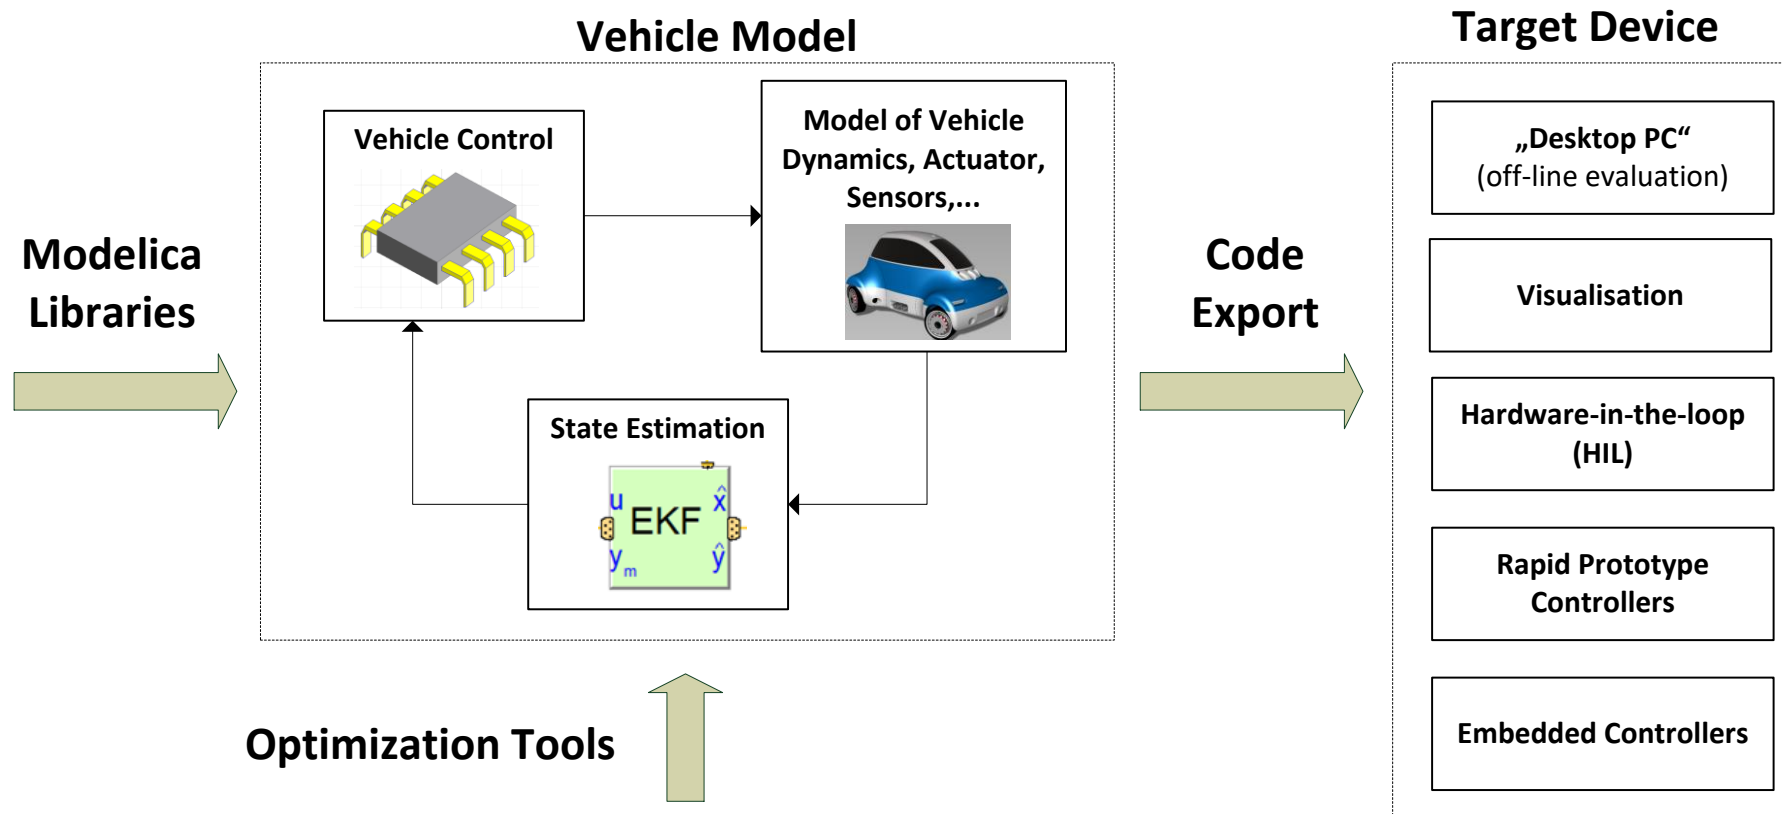 Vehicle Model
Target Device
Modelica
Libraries
Vehicle Control
Model of Vehicle
Dynamics, Actuator,
Sensors,...
State Estimation
u
x̂
EKF
y_m
ŷ
Optimization Tools
Code
Export
„Desktop PC“
(off-line evaluation)
Visualisation
Hardware-in-the-loop
(HIL)
Rapid Prototype
Controllers
Embedded Controllers